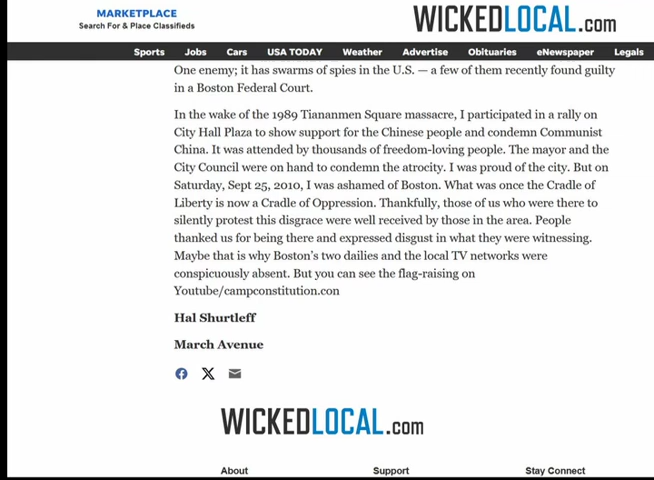 MARKETPLACE
Search For & Place Classifieds
WICKEDLOCAL.com
Sports Jobs Cars USA TODAY Weather Advertise Obituaries eNewspaper Legals
One enemy; it has swarms of spies in the U.S. — a few of them recently found guilty
in a Boston Federal Court.
In the wake of the 1989 Tiananmen Square massacre, I participated in a rally on
City Hall Plaza to show support for the Chinese people and condemn Communist
China. It was attended by thousands of freedom-loving people. The mayor and the
City Council were on hand to condemn the atrocity. I was proud of the city. But on
Saturday, Sept 25, 2010, I was ashamed of Boston. What was once the Cradle of
Liberty is now a Cradle of Oppression. Thankfully, those of us who were there to
silently protest this disgrace were well received by those in the area. People
thanked us for being there and expressed disgust in what they were witnessing.
Maybe that is why Boston's two dailies and the local TV networks were
conspicuously absent. But you can see the flag-raising on
Youtube/campconstitution.con
Hal Shurtleff
March Avenue
WICKEDLOCAL.com
About Support Stay Connect